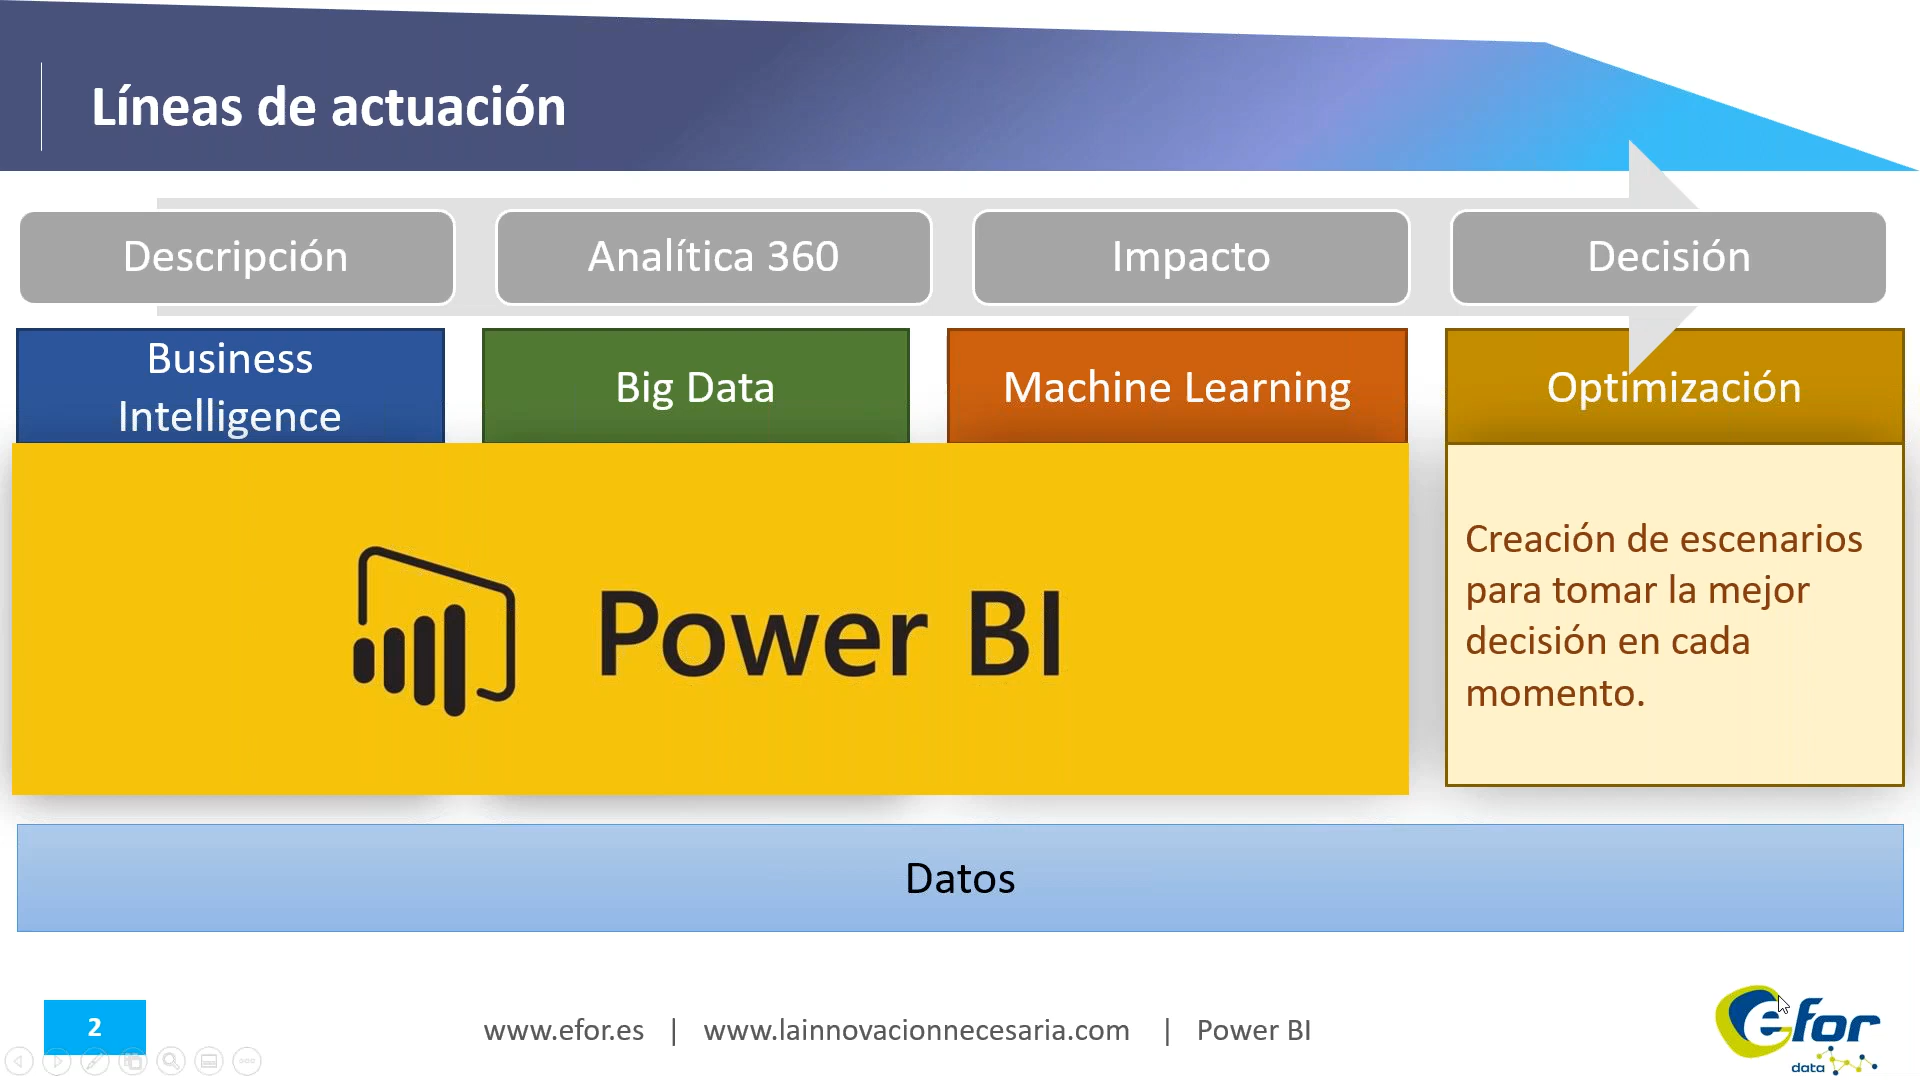 Líneas de actuación
Descripción
Analítica 360
Impacto
Decisión
Business
Intelligence
Big Data
Machine Learning
Optimización
Power BI
Creación de escenarios
para tomar la mejor
decisión en cada
momento.
Datos
2
www.efor.es | www.lainnovacionnecesaria.com | Power BI
efor
data